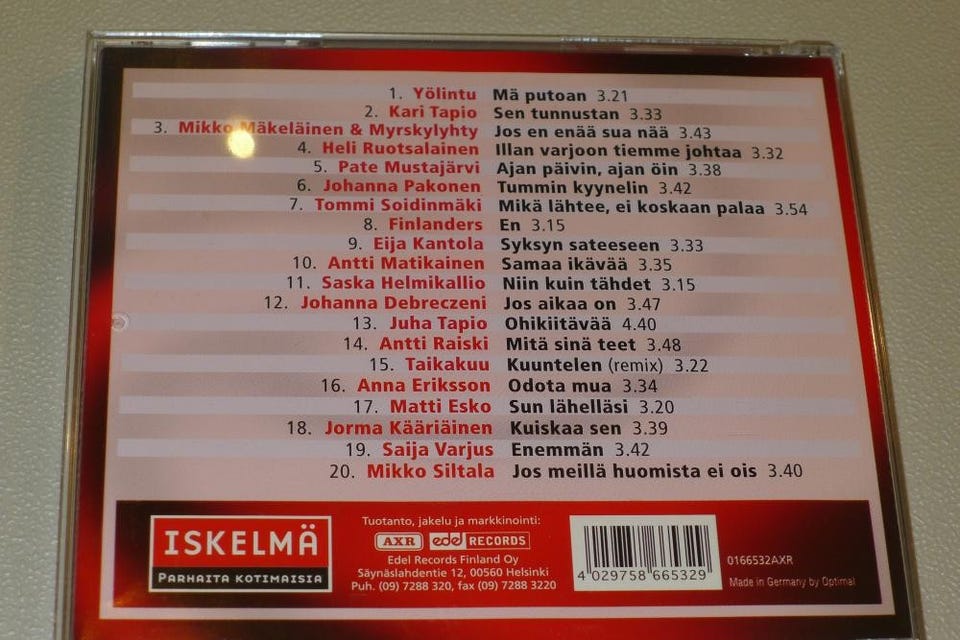 1. Yölintu Mä putoan 3.21
2. Kari Tapio Sen tunnustan 3.33
3. Mikko Mäkeläinen & Myrskylyhty Jos en enää sua nää 3.43
4. Heli Ruotsalainen Illan varjoon tiemme johtaa 3.32
5. Pate Mustajärvi Ajan päivin, ajan öin 3.38
6. Johanna Pakonen Tummin kyynelin 3.42
7. Tommi Soidinmäki Mikä lähtee, ei koskaan palaa 3.54
8. Finlanders En 3.15
9. Eija Kantola Syksyn sateeseen 3.33
10. Antti Matikainen Samaa ikävää 3.35
11. Saska Helmikallio Niin kuin tähdet 3.15
12. Johanna Debreczeni Jos aikaa on 3.47
13. Juha Tapio Ohikiitävää 4.40
14. Antti Raiski Mitä sinä teet 3.48
15. Taikakuu Kuuntelen (remix) 3.22
16. Anna Eriksson Odota mua 3.34
17. Matti Esko Sun lähelläsi 3.20
18. Jorma Kääriäinen Kuiskaa sen 3.39
19. Saija Varjus Enemmän 3.42
20. Mikko Siltala Jos meillä huomista ei ois 3.40
ISKELMÄ
PARHAITA KOTIMAISIA
Tuotanto, jakelu ja markkinointi:
AXR edel RECORDS
Edel Records Finland Oy
Säynäslahdentie 12, 00560 Helsinki
Puh. (09) 7288 320, fax (09) 7288 3220
4 029758 665329
0166532AXR
Made in Germany by Optimal